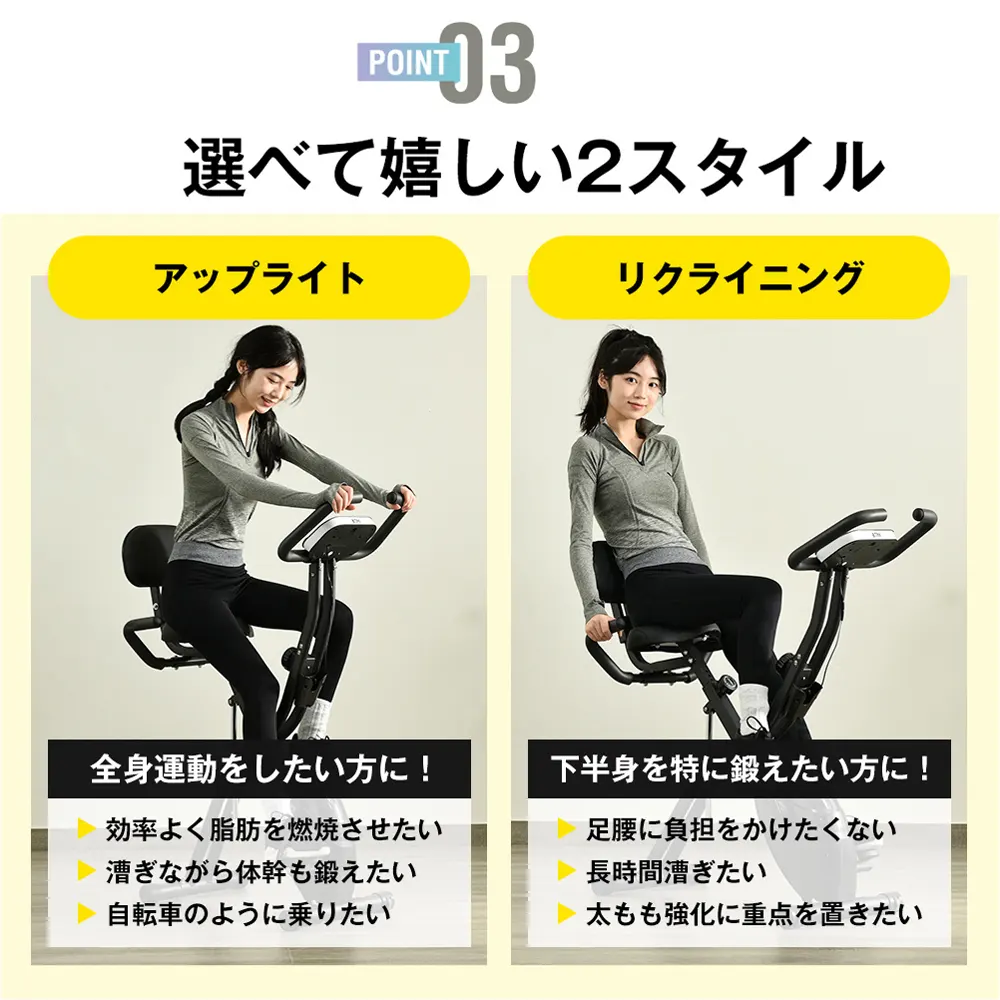 POINT 03
選べて嬉しい2スタイル
アップライト
全身運動をしたい方に！
▶ 効率よく脂肪を燃焼させたい
▶ 漕ぎながら体幹も鍛えたい
▶ 自転車のように乗りたい
リクライニング
下半身を特に鍛えたい方に！
▶ 足腰に負担をかけたくない
▶ 長時間漕ぎたい
▶ 太もも強化に重点を置きたい